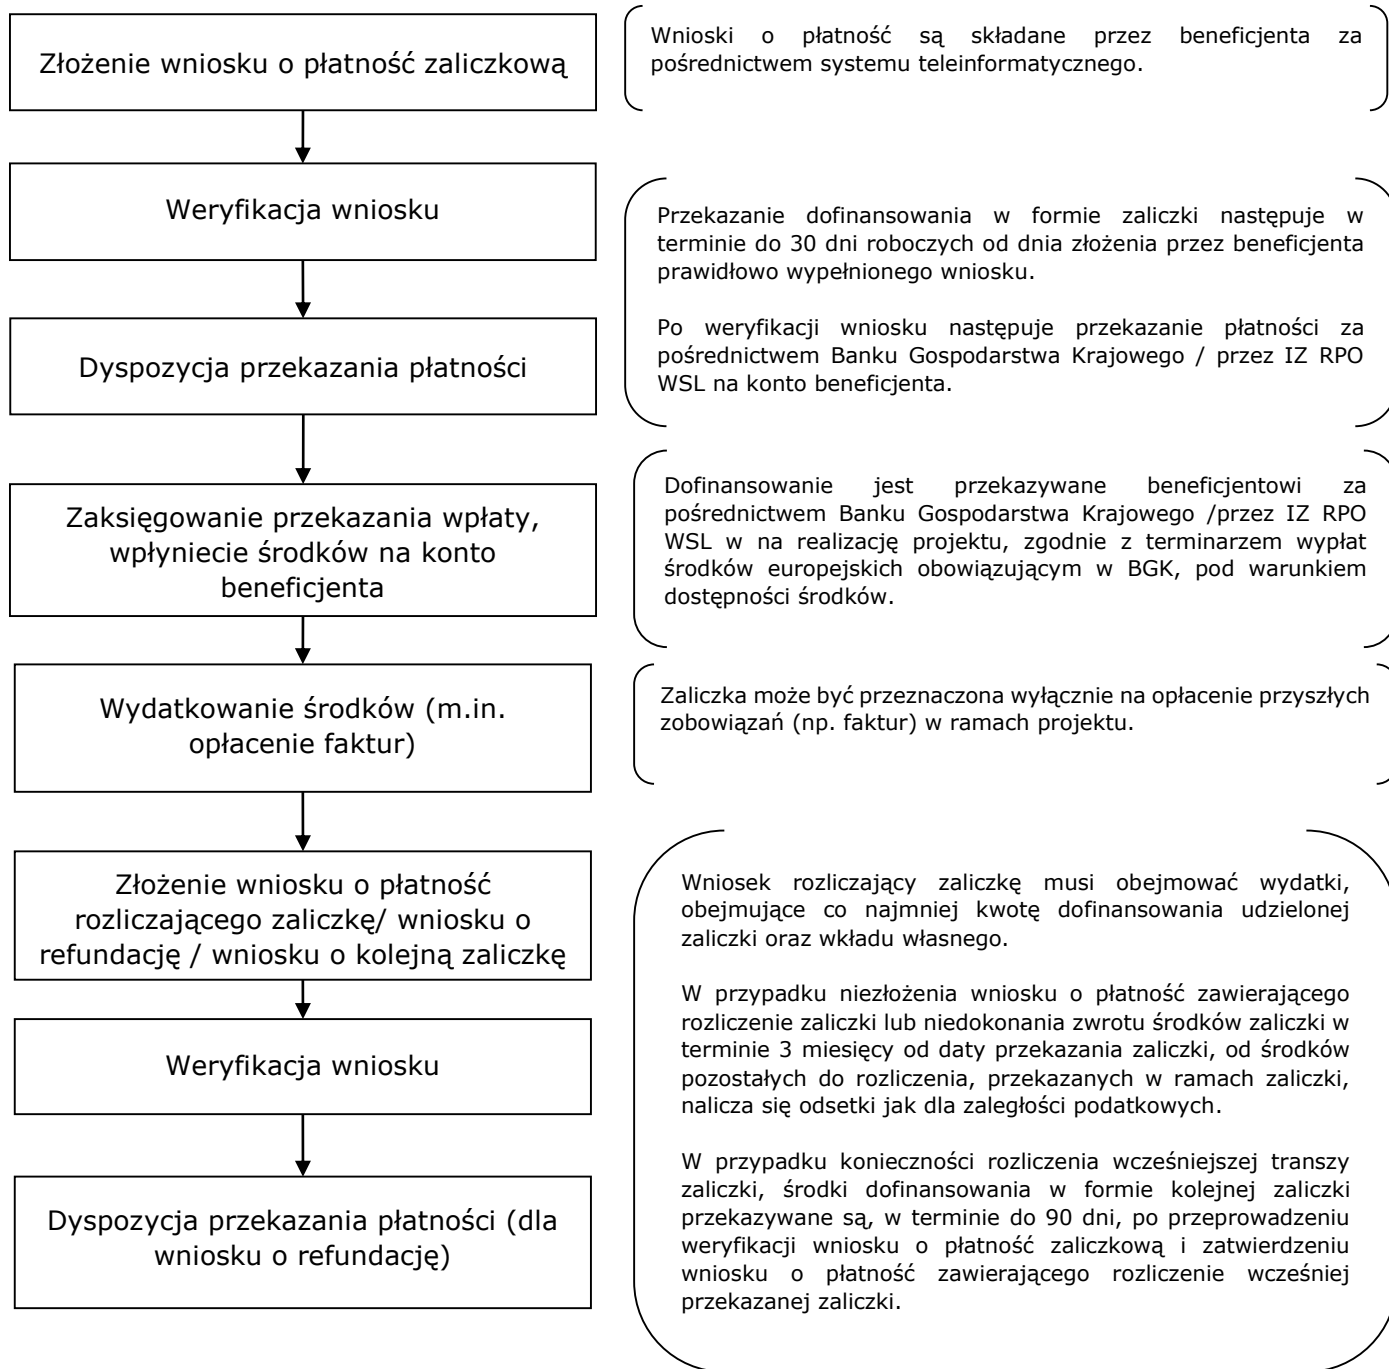 Złożenie wniosku o płatność zaliczkową
Wnioski o płatność są składane przez beneficjenta za
pośrednictwem systemu teleinformatycznego.
Weryfikacja wniosku
Przekazanie dofinansowania w formie zaliczki następuje w
terminie do 30 dni roboczych od dnia złożenia przez beneficjenta
prawidłowo wypełnionego wniosku.
Po weryfikacji wniosku następuje przekazanie płatności za
pośrednictwem Banku Gospodarstwa Krajowego / przez IZ RPO
WSL na konto beneficjenta.
Dyspozycja przekazania płatności
Zaksięgowanie przekazania wpłaty,
wpłyniecie środków na konto
beneficjenta
Dofinansowanie jest przekazywane beneficjentowi za
pośrednictwem Banku Gospodarstwa Krajowego /przez IZ RPO
WSL w na realizację projektu, zgodnie z terminarzem wypłat
środków europejskich obowiązującym w BGK, pod warunkiem
dostępności środków.
Wydatkowanie środków (m.in.
opłacenie faktur)
Zaliczka może być przeznaczona wyłącznie na opłacenie przyszłych
zobowiązań (np. faktur) w ramach projektu.
Złożenie wniosku o płatność
rozliczającego zaliczkę/ wniosku o
refundację / wniosku o kolejną zaliczkę
Wniosek rozliczający zaliczkę musi obejmować wydatki,
obejmujące co najmniej kwotę dofinansowania udzielonej
zaliczki oraz wkładu własnego.
W przypadku niezłożenia wniosku o płatność zawierającego
rozliczenie zaliczki lub niedokonania zwrotu środków zaliczki w
terminie 3 miesięcy od daty przekazania zaliczki, od środków
pozostałych do rozliczenia, przekazanych w ramach zaliczki,
nalicza się odsetki jak dla zaległości podatkowych.
W przypadku konieczności rozliczenia wcześniejszej transzy
zaliczki, środki dofinansowania w formie kolejnej zaliczki
przekazywane są, w terminie do 90 dni, po przeprowadzeniu
weryfikacji wniosku o płatność zaliczkową i zatwierdzeniu
wniosku o płatność zawierającego rozliczenie wcześniej
przekazanej zaliczki.
Weryfikacja wniosku
Dyspozycja przekazania płatności (dla
wniosku o refundację)